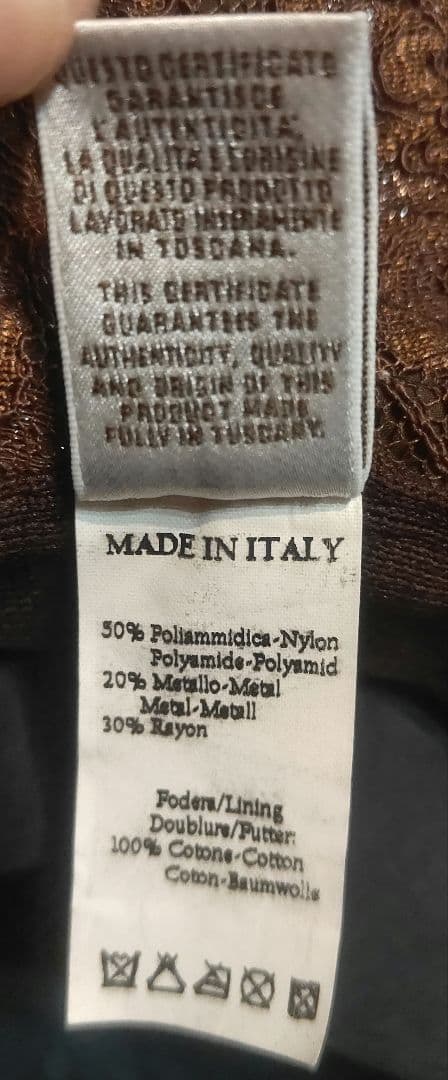 QUESTO CERTIFICATO
GARANTISCE
L'AUTENTICITA'
LA QUALITA' E L'ORIGINE
DI QUESTO PRODOTTO
LAVORATO INTERAMENTE
IN TOSCANA.
THIS CERTIFICATE
GUARANTEES THE
AUTHENTICITY, QUALITY
AND ORIGIN OF THIS
PRODUCT MADE
FULLY IN TUSCANY.
MADE IN ITALY
50% Poliammidica-Nylon
Polyamide-Polyamid
20% Metallo-Metal
Metal-Metall
30% Rayon
Fodera/Lining
Doublure/Futter:
100% Cotone-Cotton
Coton-Baumwolle